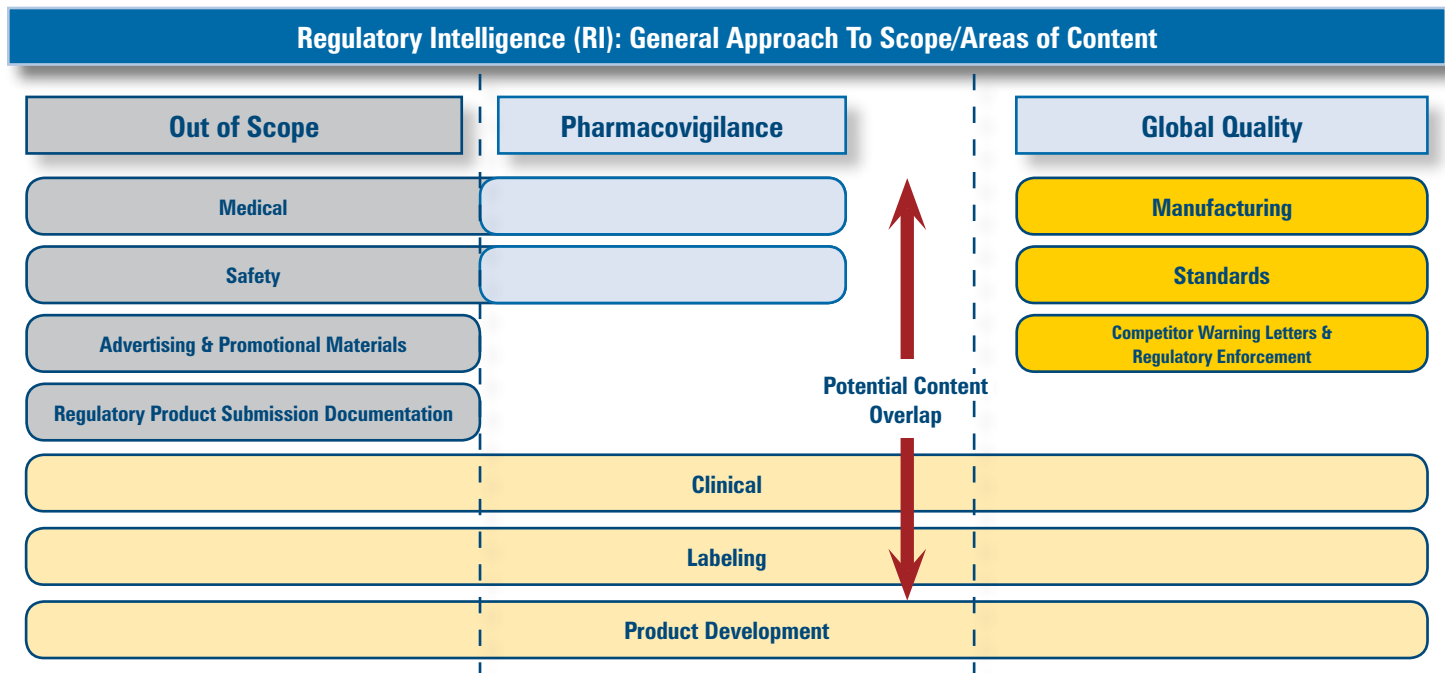 Regulatory Intelligence (RI): General Approach To Scope/Areas of Content
Out of Scope
Pharmacovigilance
Global Quality
Medical
Manufacturing
Safety
Standards
Advertising & Promotional Materials
Competitor Warning Letters &
Regulatory Enforcement
Regulatory Product Submission Documentation
Potential Content
Overlap
Clinical
Labeling
Product Development